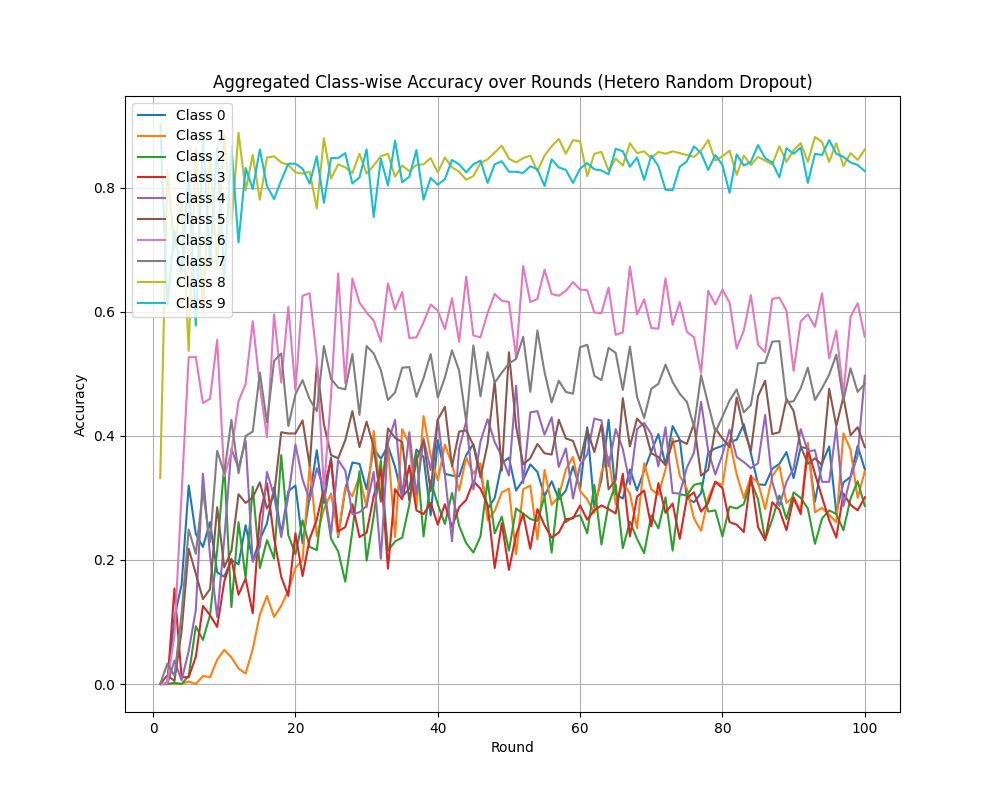 Aggregated Class-wise Accuracy over Rounds (Hetero Random Dropout)
Class 0
Class 1
Class 2
Class 3
Class 4
Class 5
Class 6
Class 7
Class 8
Class 9
Accuracy
0.8
0.6
0.4
0.2
0.0
0
20
40
60
80
100
Round